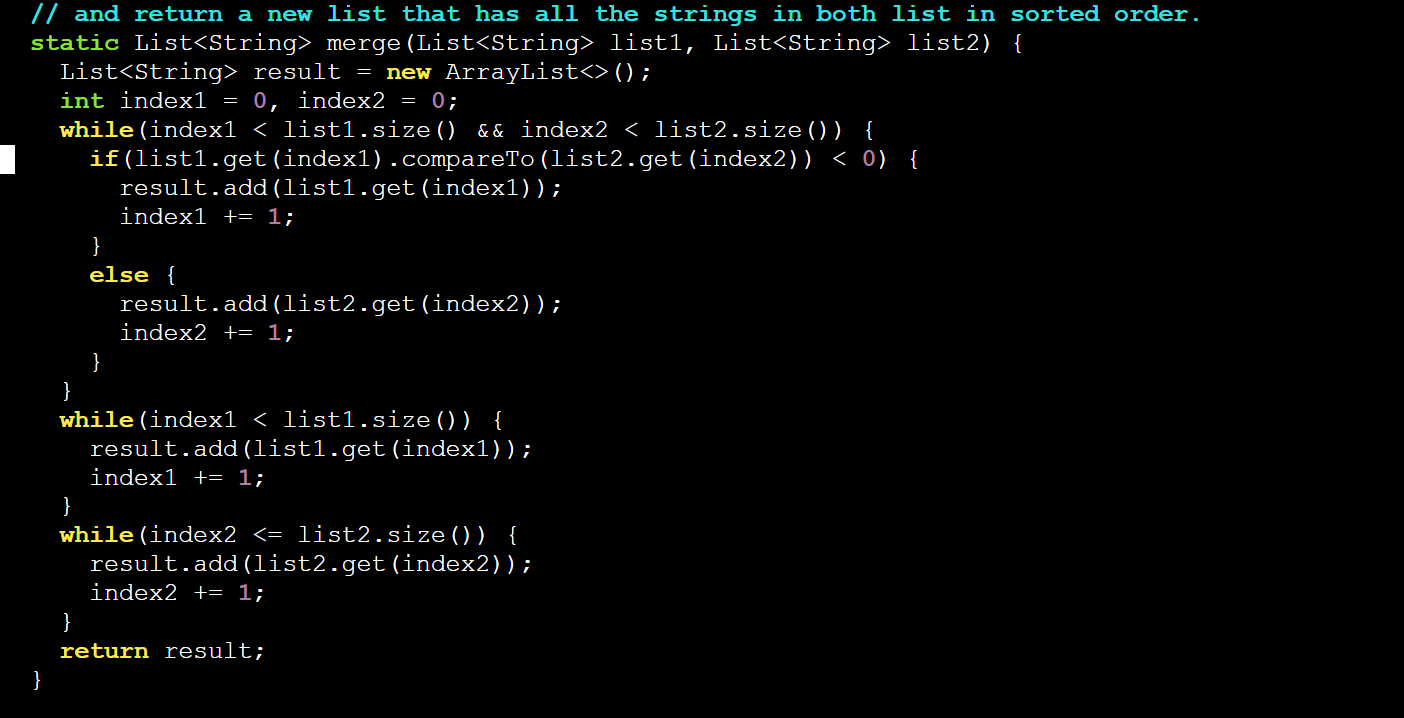 // and return a new list that has all the strings in both list in sorted order.
static List<String> merge(List<String> list1, List<String> list2) {
  List<String> result = new ArrayList<>();
  int index1 = 0, index2 = 0;
  while(index1 < list1.size() && index2 < list2.size()) {
    if(list1.get(index1).compareTo(list2.get(index2)) < 0) {
      result.add(list1.get(index1));
      index1 += 1;
    }
    else {
      result.add(list2.get(index2));
      index2 += 1;
    }
  }
  while(index1 < list1.size()) {
    result.add(list1.get(index1));
    index1 += 1;
  }
  while(index2 <= list2.size()) {
    result.add(list2.get(index2));
    index2 += 1;
  }
  return result;
}